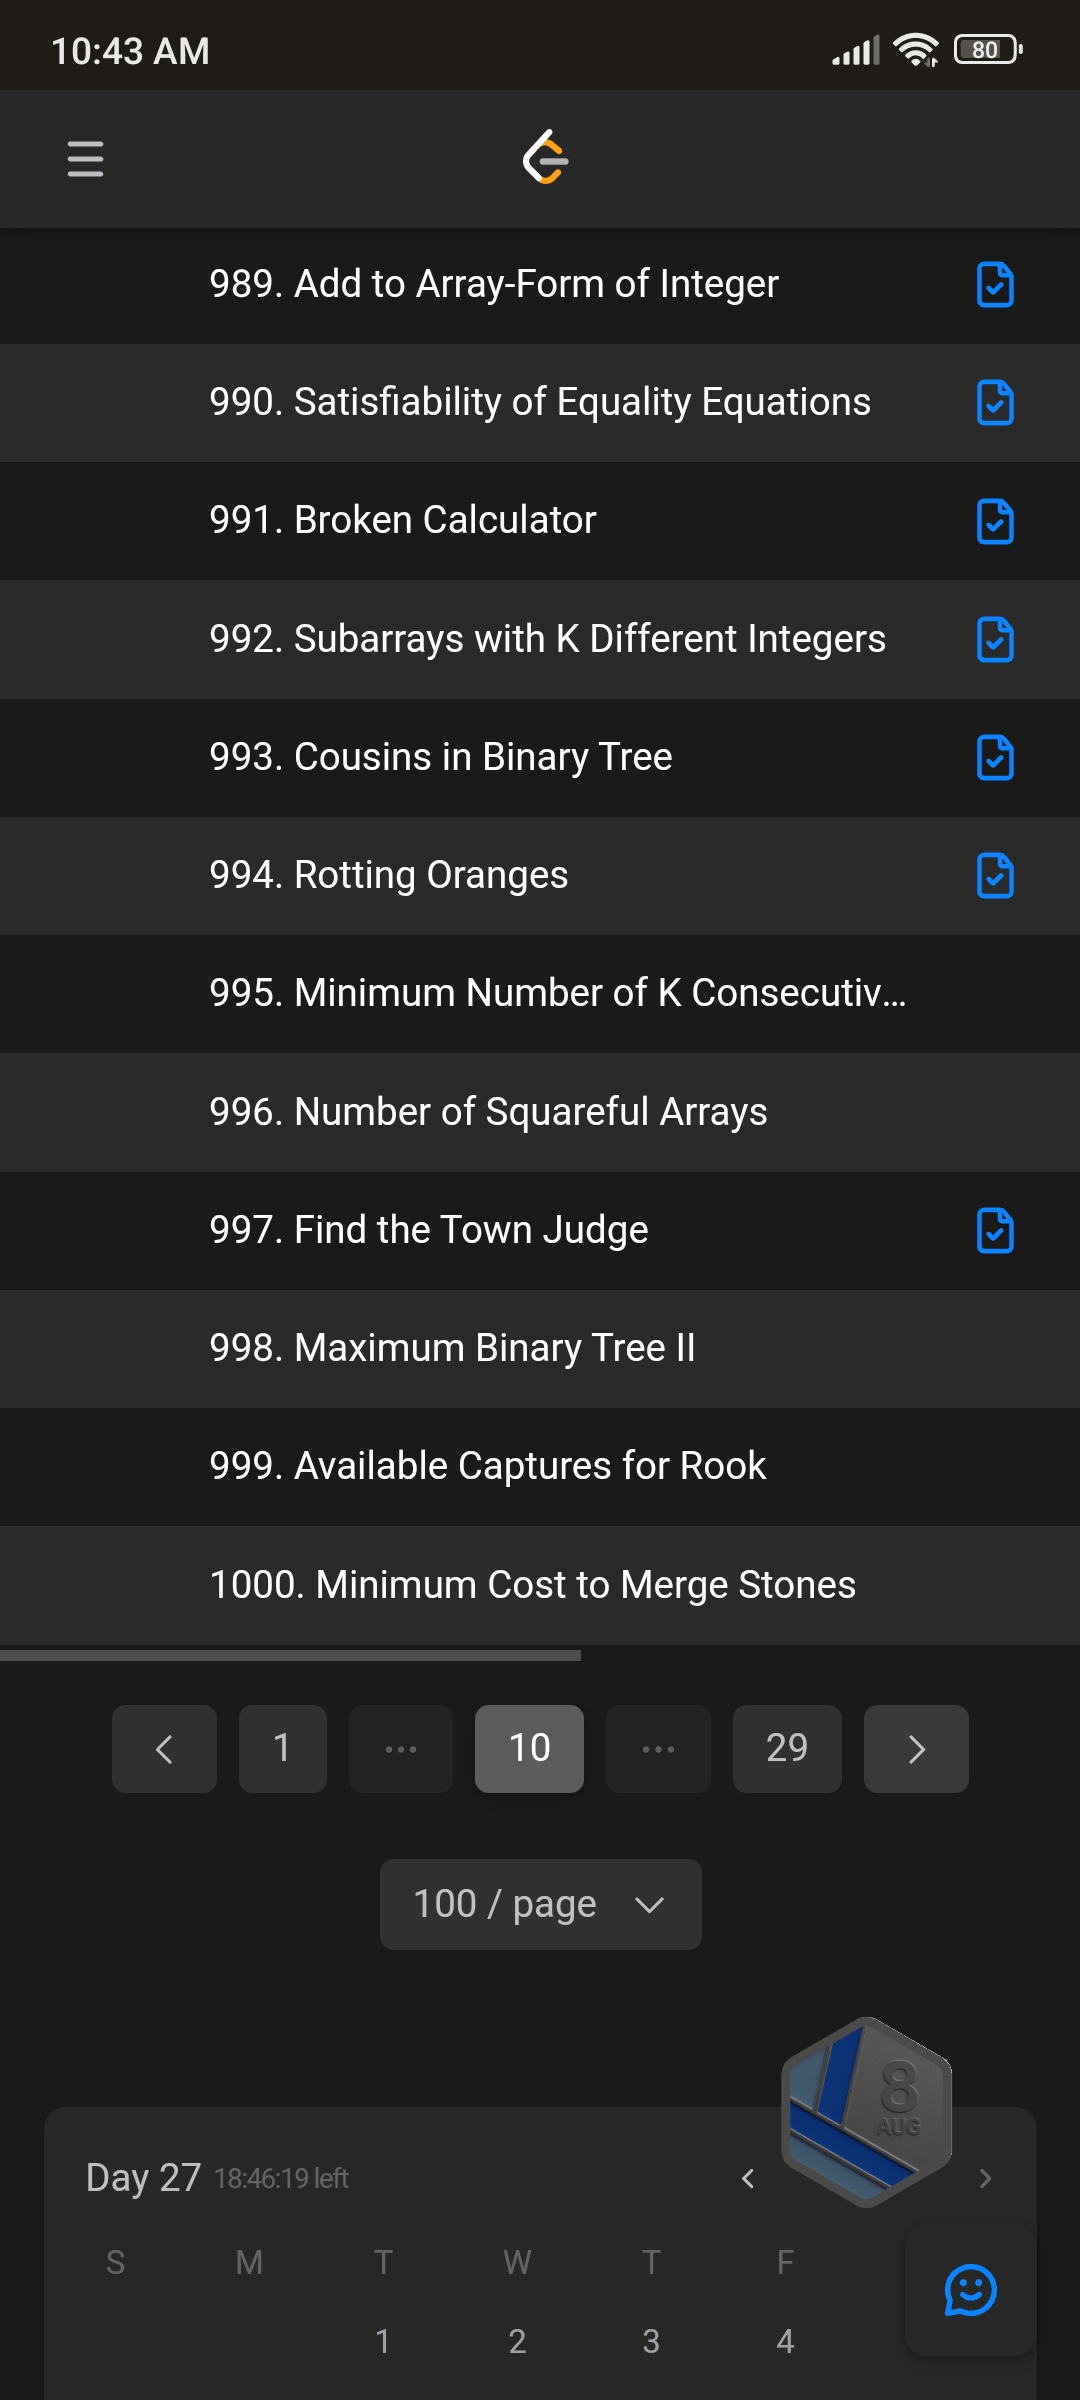 10:43 AM
80
989. Add to Array-Form of Integer
990. Satisfiability of Equality Equations
991. Broken Calculator
992. Subarrays with K Different Integers
993. Cousins in Binary Tree
994. Rotting Oranges
995. Minimum Number of K Consecutiv...
996. Number of Squareful Arrays
997. Find the Town Judge
998. Maximum Binary Tree II
999. Available Captures for Rook
1000. Minimum Cost to Merge Stones
1 ... 10 ... 29
100 / page
8
AUG
Day 27 18:46:19 left
S M T W T F
1 2 3 4